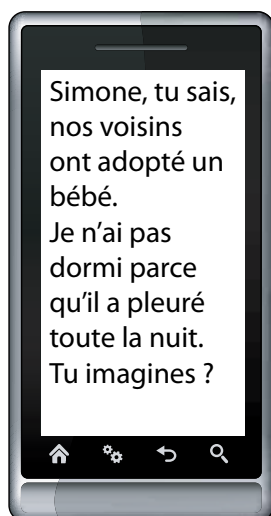 Simone, tu sais,
nos voisins
ont adopté un
bébé.
Je n’ai pas
dormi parce
qu’il a pleuré
toute la nuit.
Tu imagines ?